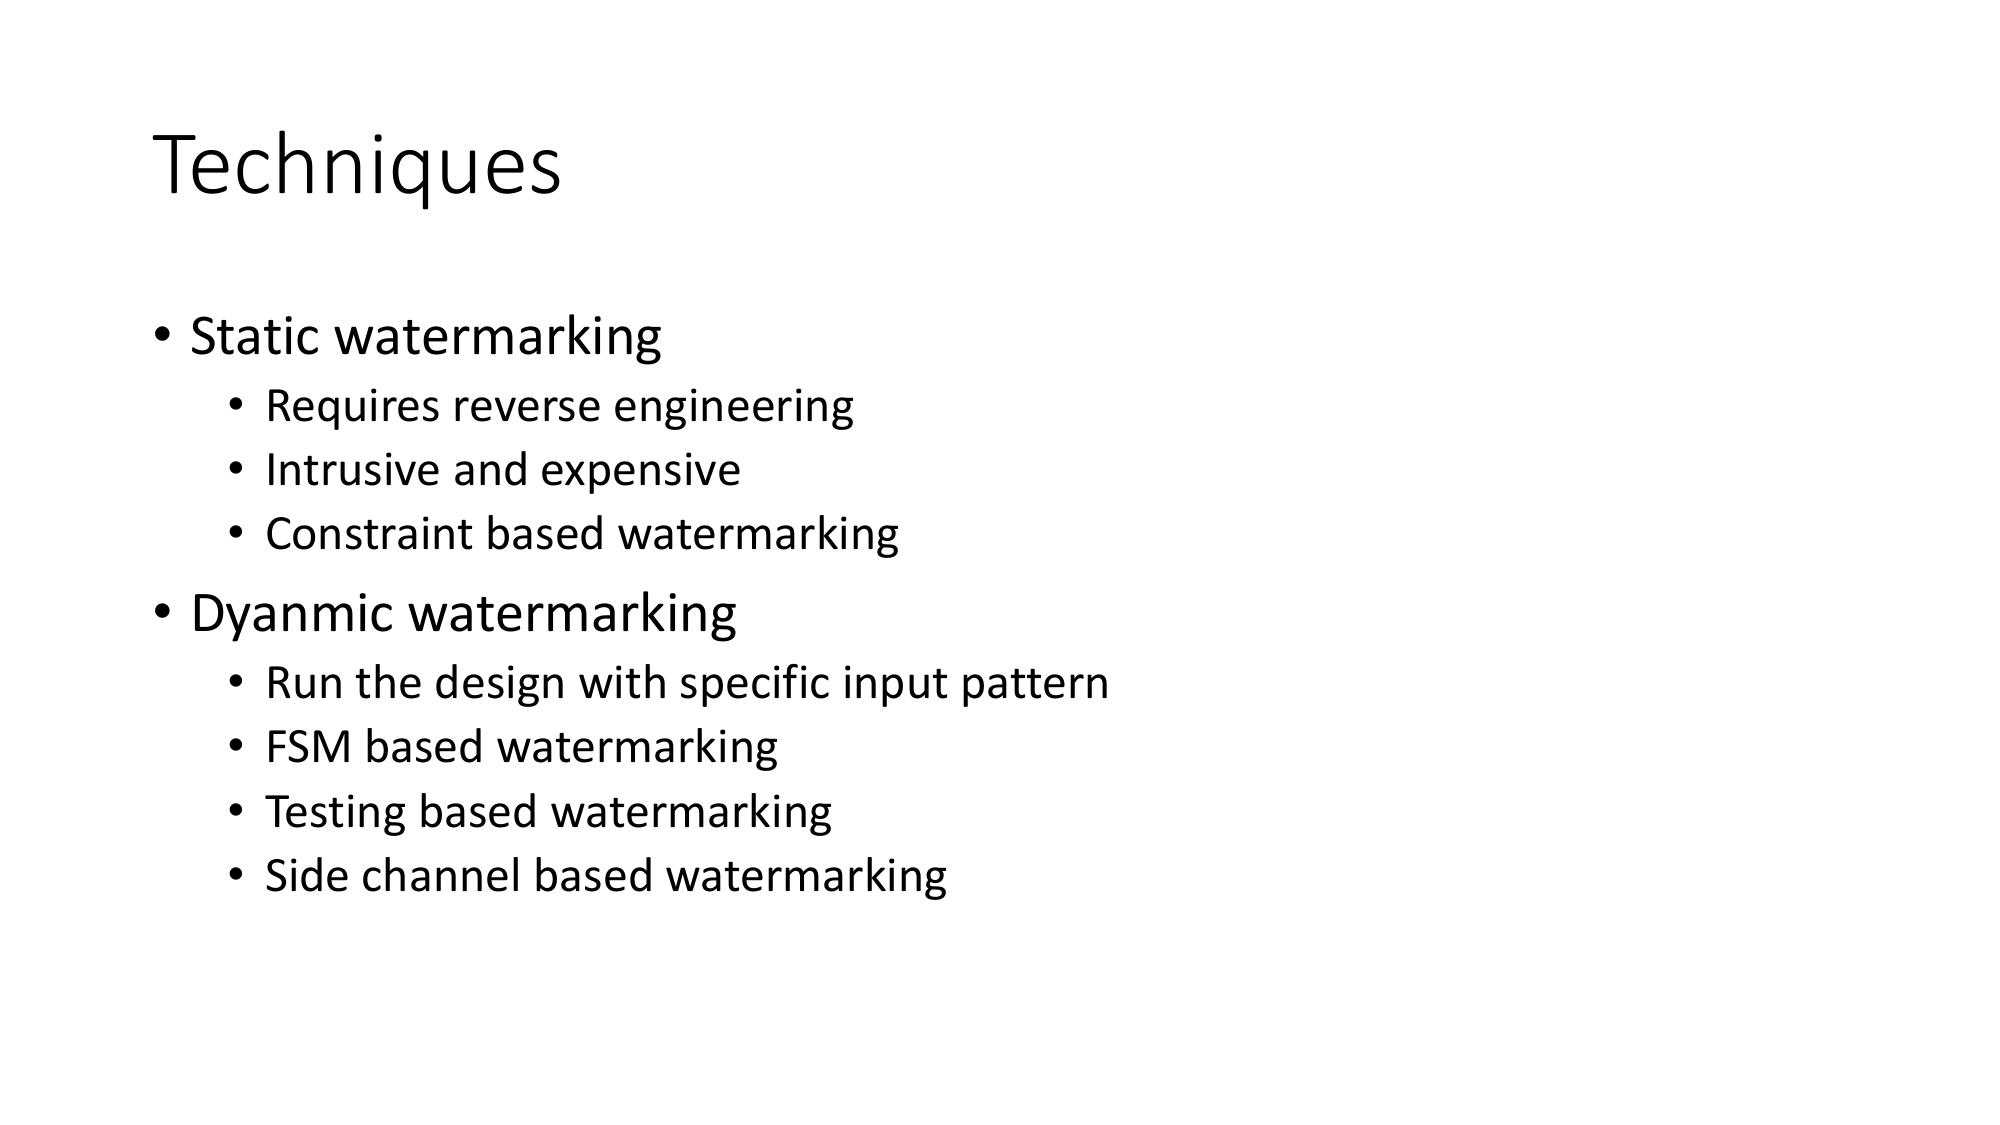 Techniques
• Static watermarking
• Requires reverse engineering
• Intrusive and expensive
• Constraint based watermarking
• Dyanmic watermarking
• Run the design with specific input pattern
• FSM based watermarking
• Testing based watermarking
• Side channel based watermarking